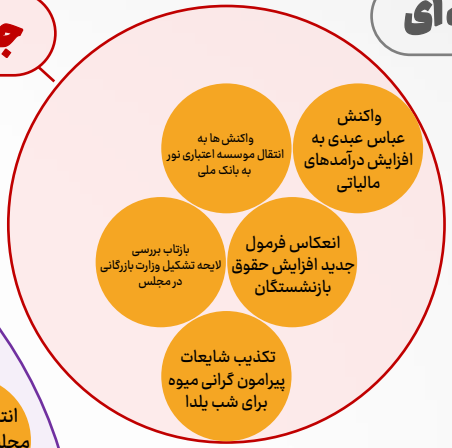 واکنش
عباس عبدی به
افزایش درآمدهای
مالیاتی
واکنش ها به
انتقال موسسه اعتباری نور
به بانک ملی
انعکاس فرمول
جدید افزایش حقوق
بازنشستگان
بازتاب بررسی
لایحه تشکیل وزارت بازرگانی
در مجلس
تکذیب شایعات
پیرامون گرانی میوه
برای شب یلدا